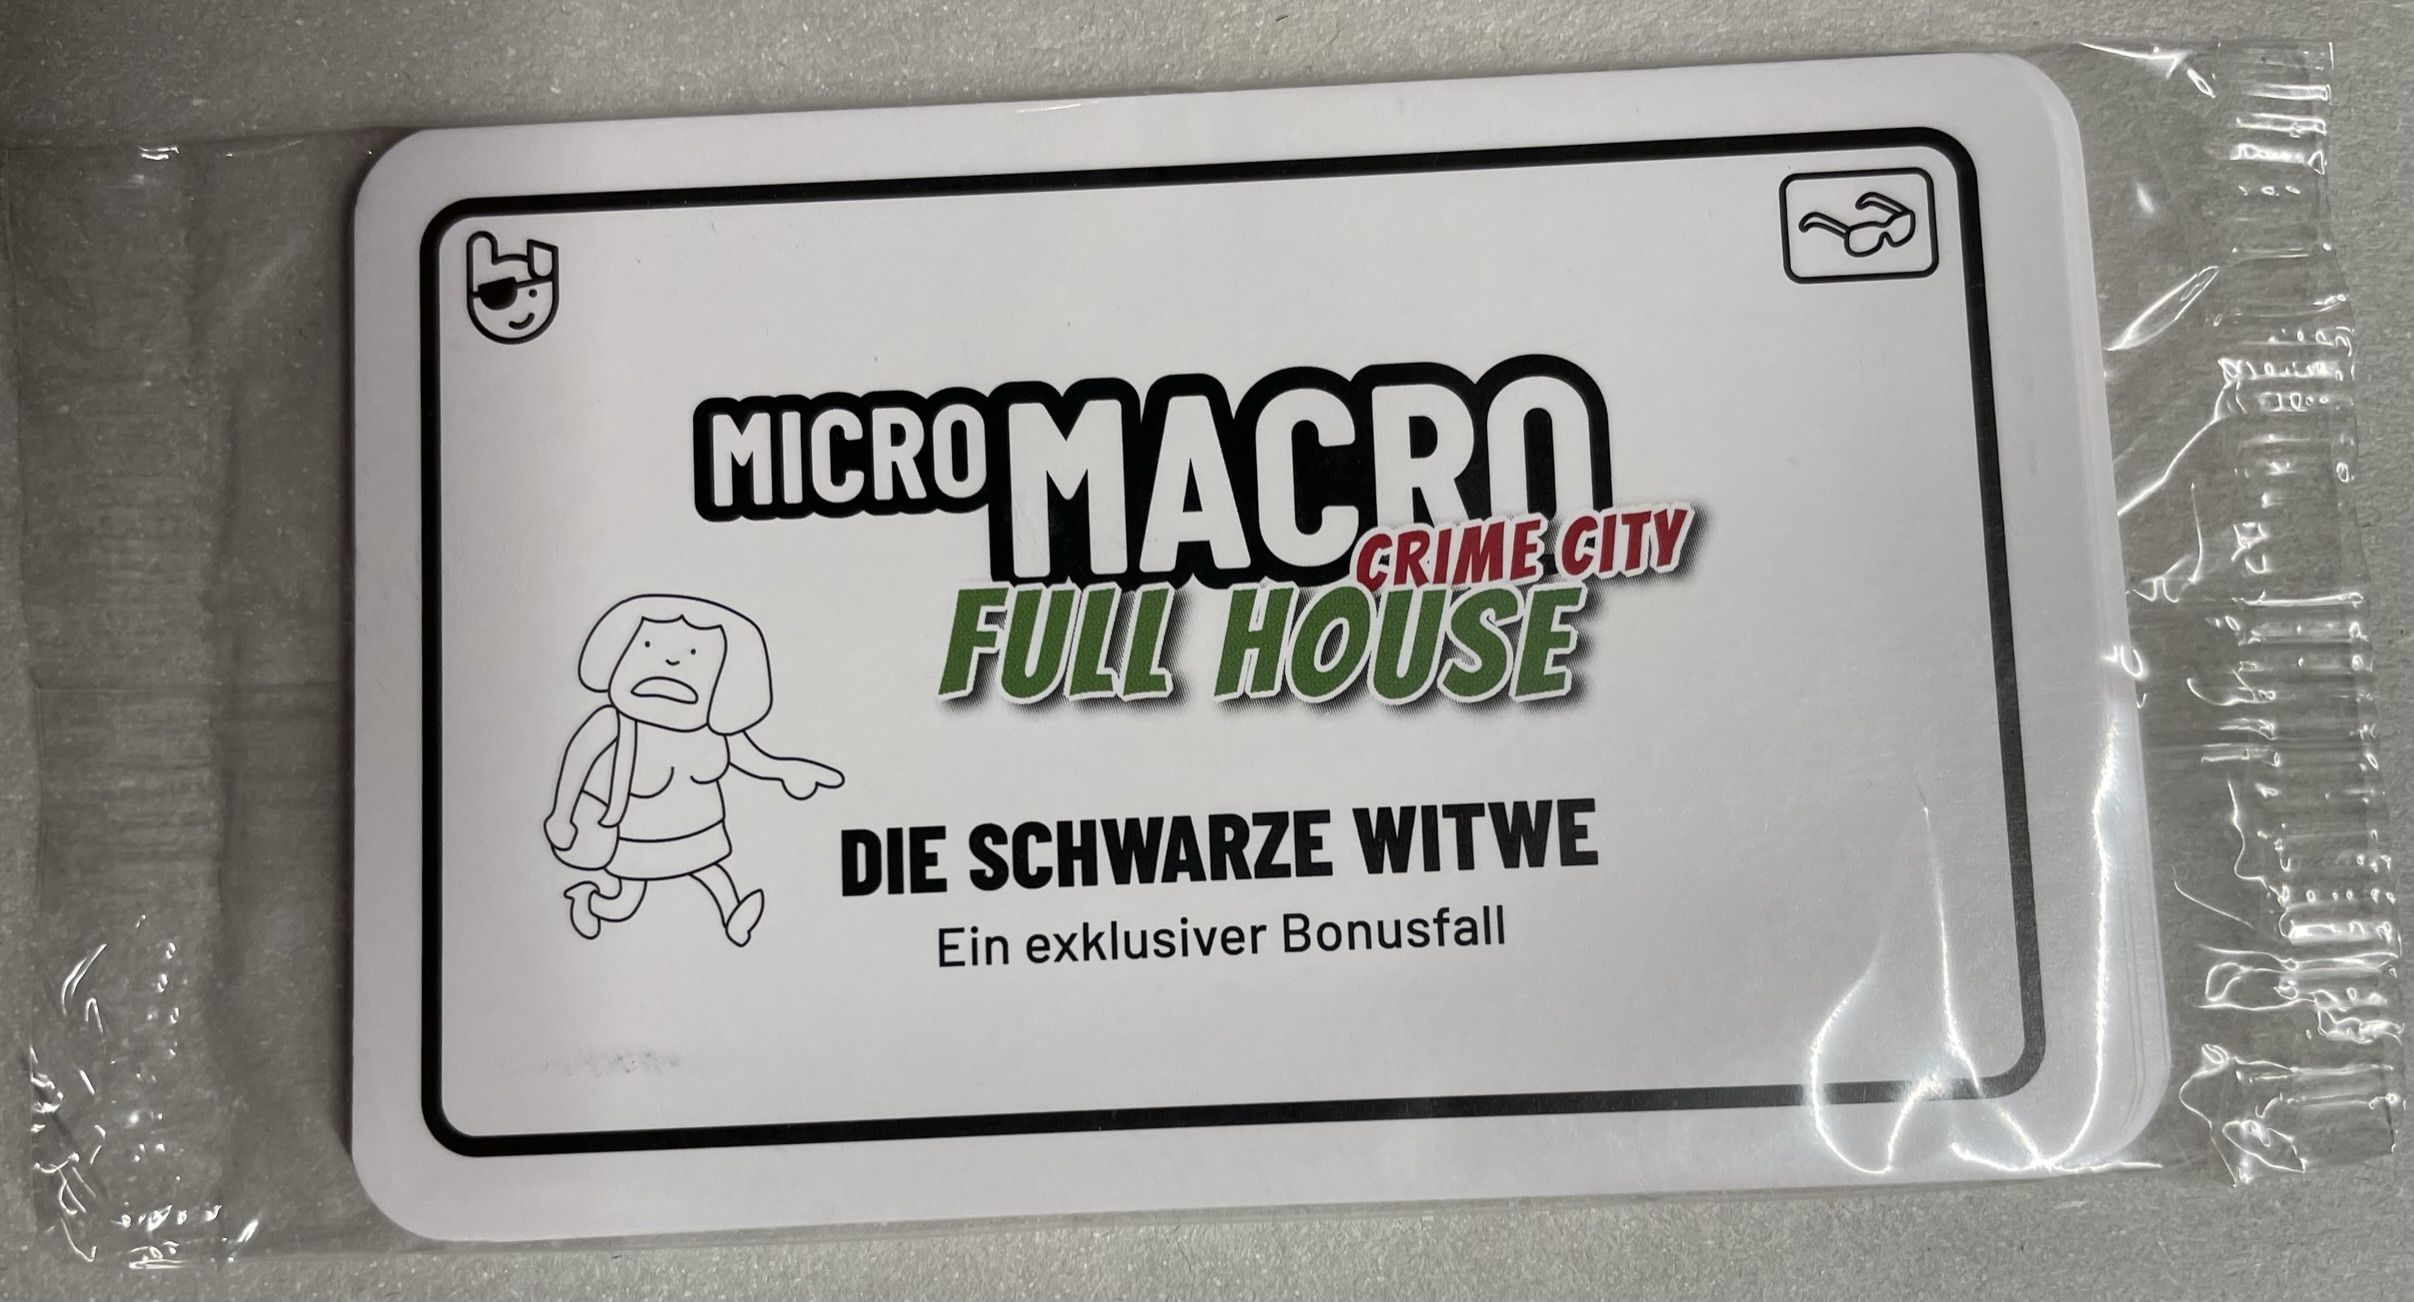 MICRO MACRO
CRIME CITY
FULL HOUSE
DIE SCHWARZE WITWE
Ein exklusiver Bonusfall